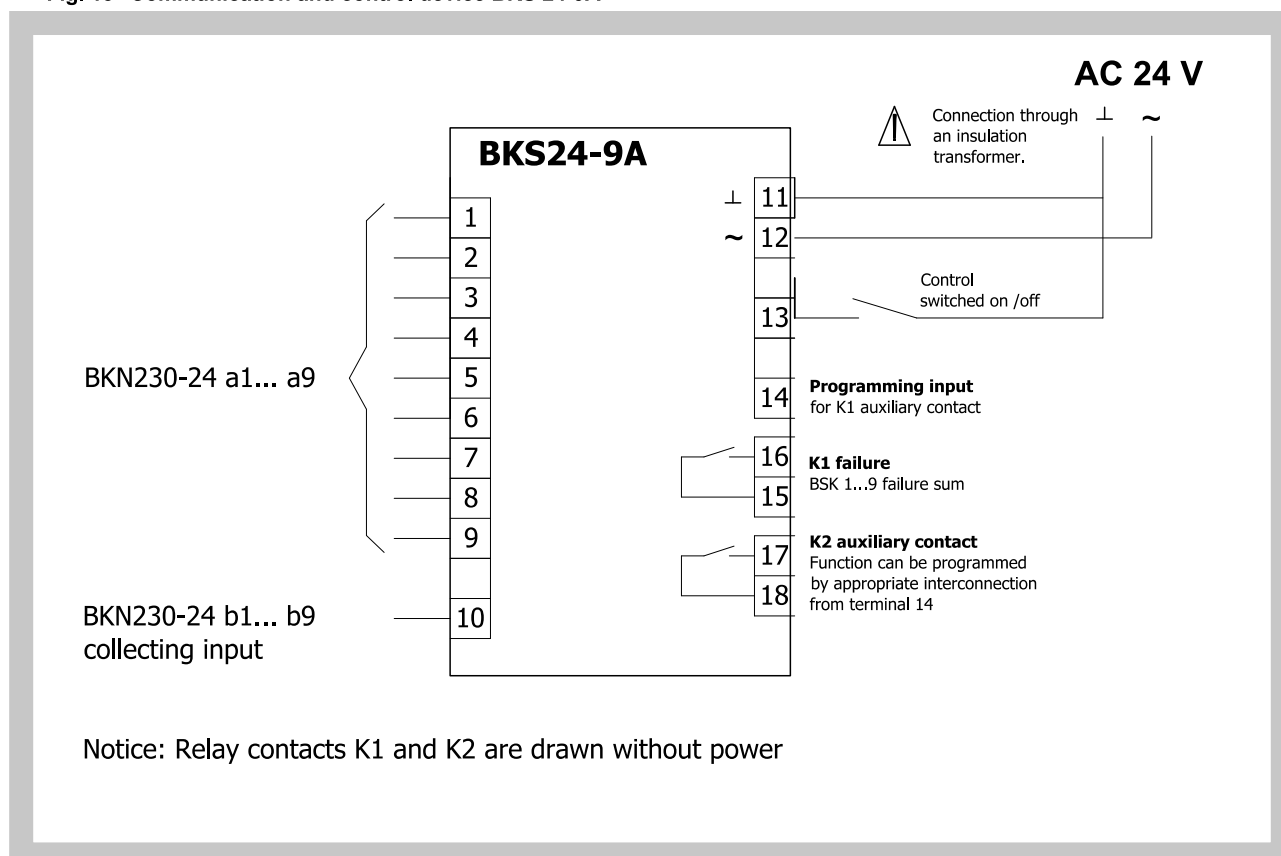 AC 24 V
Connection through
an insulation
transformer.
⊥ ~
BKS24-9A
1
2
3
4
5
6
7
8
9
10
BKN230-24 a1... a9
BKN230-24 b1... b9
collecting input
⊥ 11
~ 12
13
Control
switched on /off
14
Programming input
for K1 auxiliary contact
16
15
K1 failure
BSK 1...9 failure sum
17
18
K2 auxiliary contact
Function can be programmed
by appropriate interconnection
from terminal 14
Notice: Relay contacts K1 and K2 are drawn without power